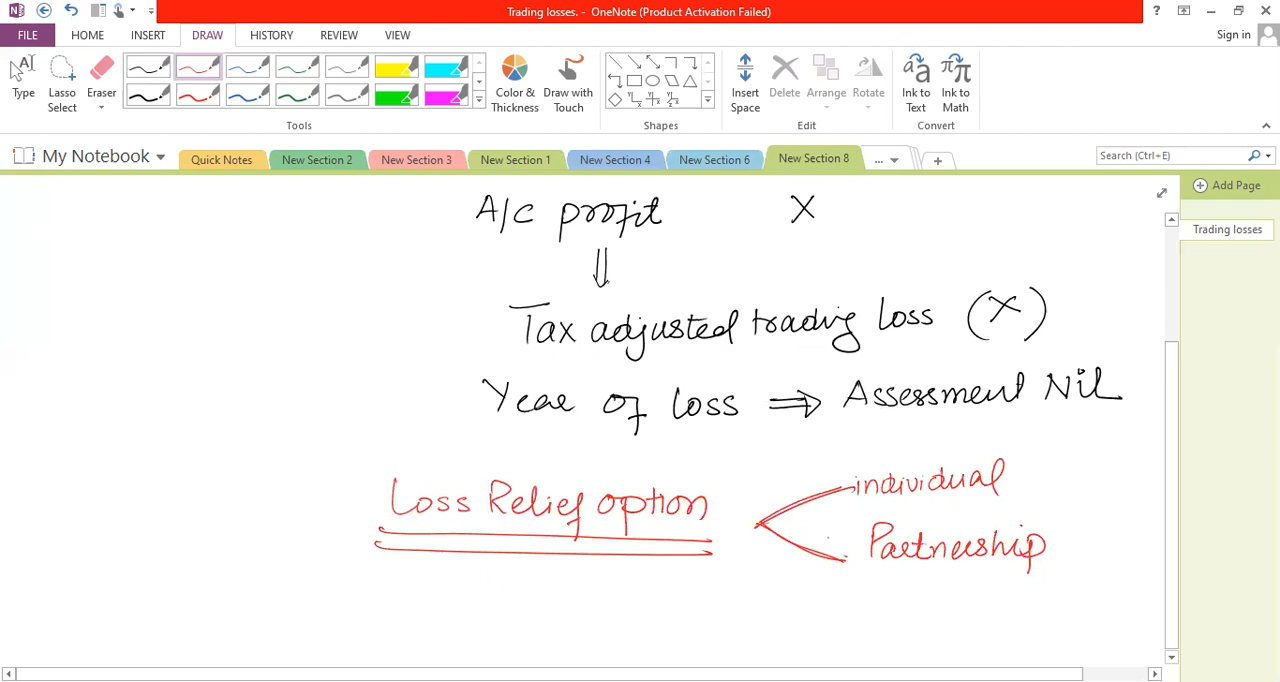 Trading losses. - OneNote (Product Activation Failed)
?
Sign in
FILE HOME INSERT DRAW HISTORY REVIEW VIEW
Type
Lasso Select
Eraser
Color & Thickness
Draw with Touch
Insert Space
Delete
Arrange
Rotate
Ink to Text
Ink to Math
Tools
Shapes
Edit
Convert
My Notebook
Quick Notes
New Section 2
New Section 3
New Section 1
New Section 4
New Section 6
New Section 8
...
Search (Ctrl+E)
Add Page
Trading losses
A/C profit X
Tax adjusted trading loss (X)
Year of loss ⇒ Assessment Nil
Loss Relief option
individual
Partnership